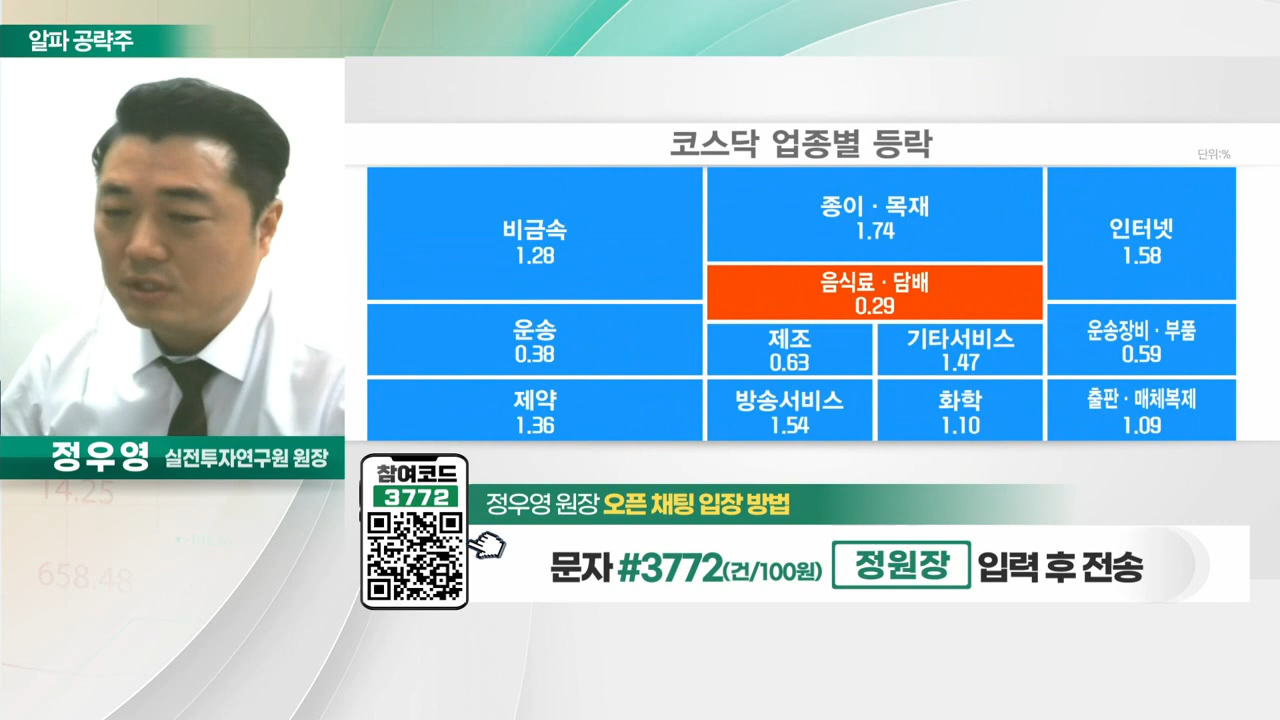 알파 공략주
코스닥 업종별 등락
단위:%
비금속
1.28
종이·목재
1.74
인터넷
1.58
음식료·담배
0.29
운송
0.38
제조
0.63
기타서비스
1.47
운송장비·부품
0.59
제약
1.36
방송서비스
1.54
화학
1.10
출판·매체복제
1.09
정우영 실전투자연구원 원장
14.25
658.48
참여코드
3772
정우영 원장 오픈 채팅 입장 방법
문자 #3772(건/100원) 정원장 입력 후 전송